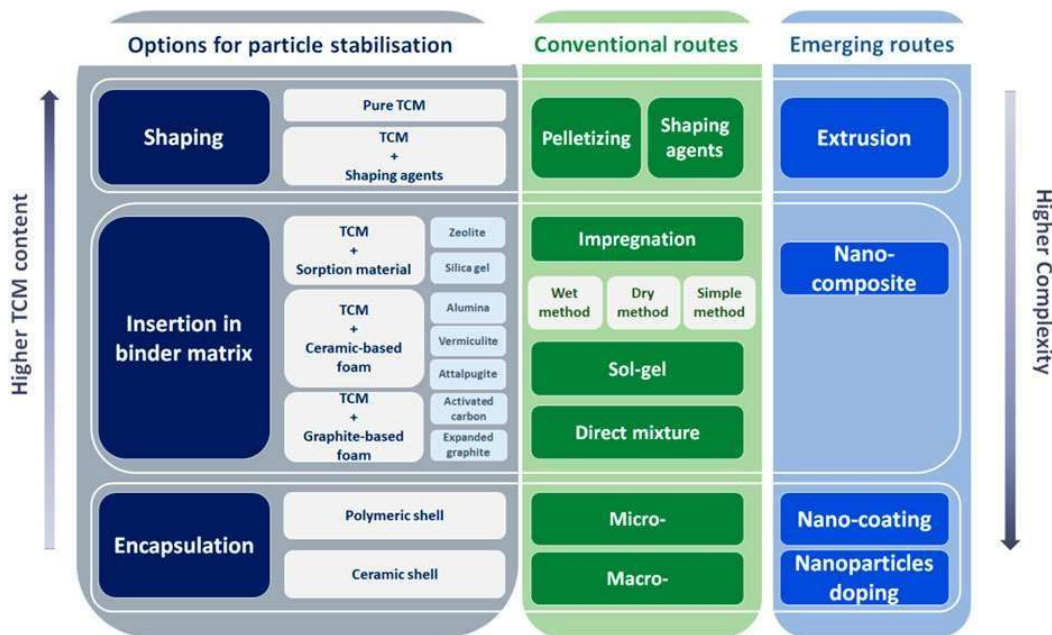 Options for particle stabilisation
Conventional routes
Emerging routes
Higher TCM content
Shaping
Pure TCM
TCM
+
Shaping agents
Pelletizing
Shaping
agents
Extrusion
Insertion in
binder matrix
TCM
+
Sorption material
Zeolite
Silica gel
TCM
+
Ceramic-based
foam
Alumina
Vermiculite
Attalpugite
TCM
+
Graphite-based
foam
Activated
carbon
Expanded
graphite
Impregnation
Wet
method
Dry
method
Simple
method
Sol-gel
Direct mixture
Nano-
composite
Encapsulation
Polymeric shell
Ceramic shell
Micro-
Macro-
Nano-coating
Nanoparticles
doping
Higher Complexity